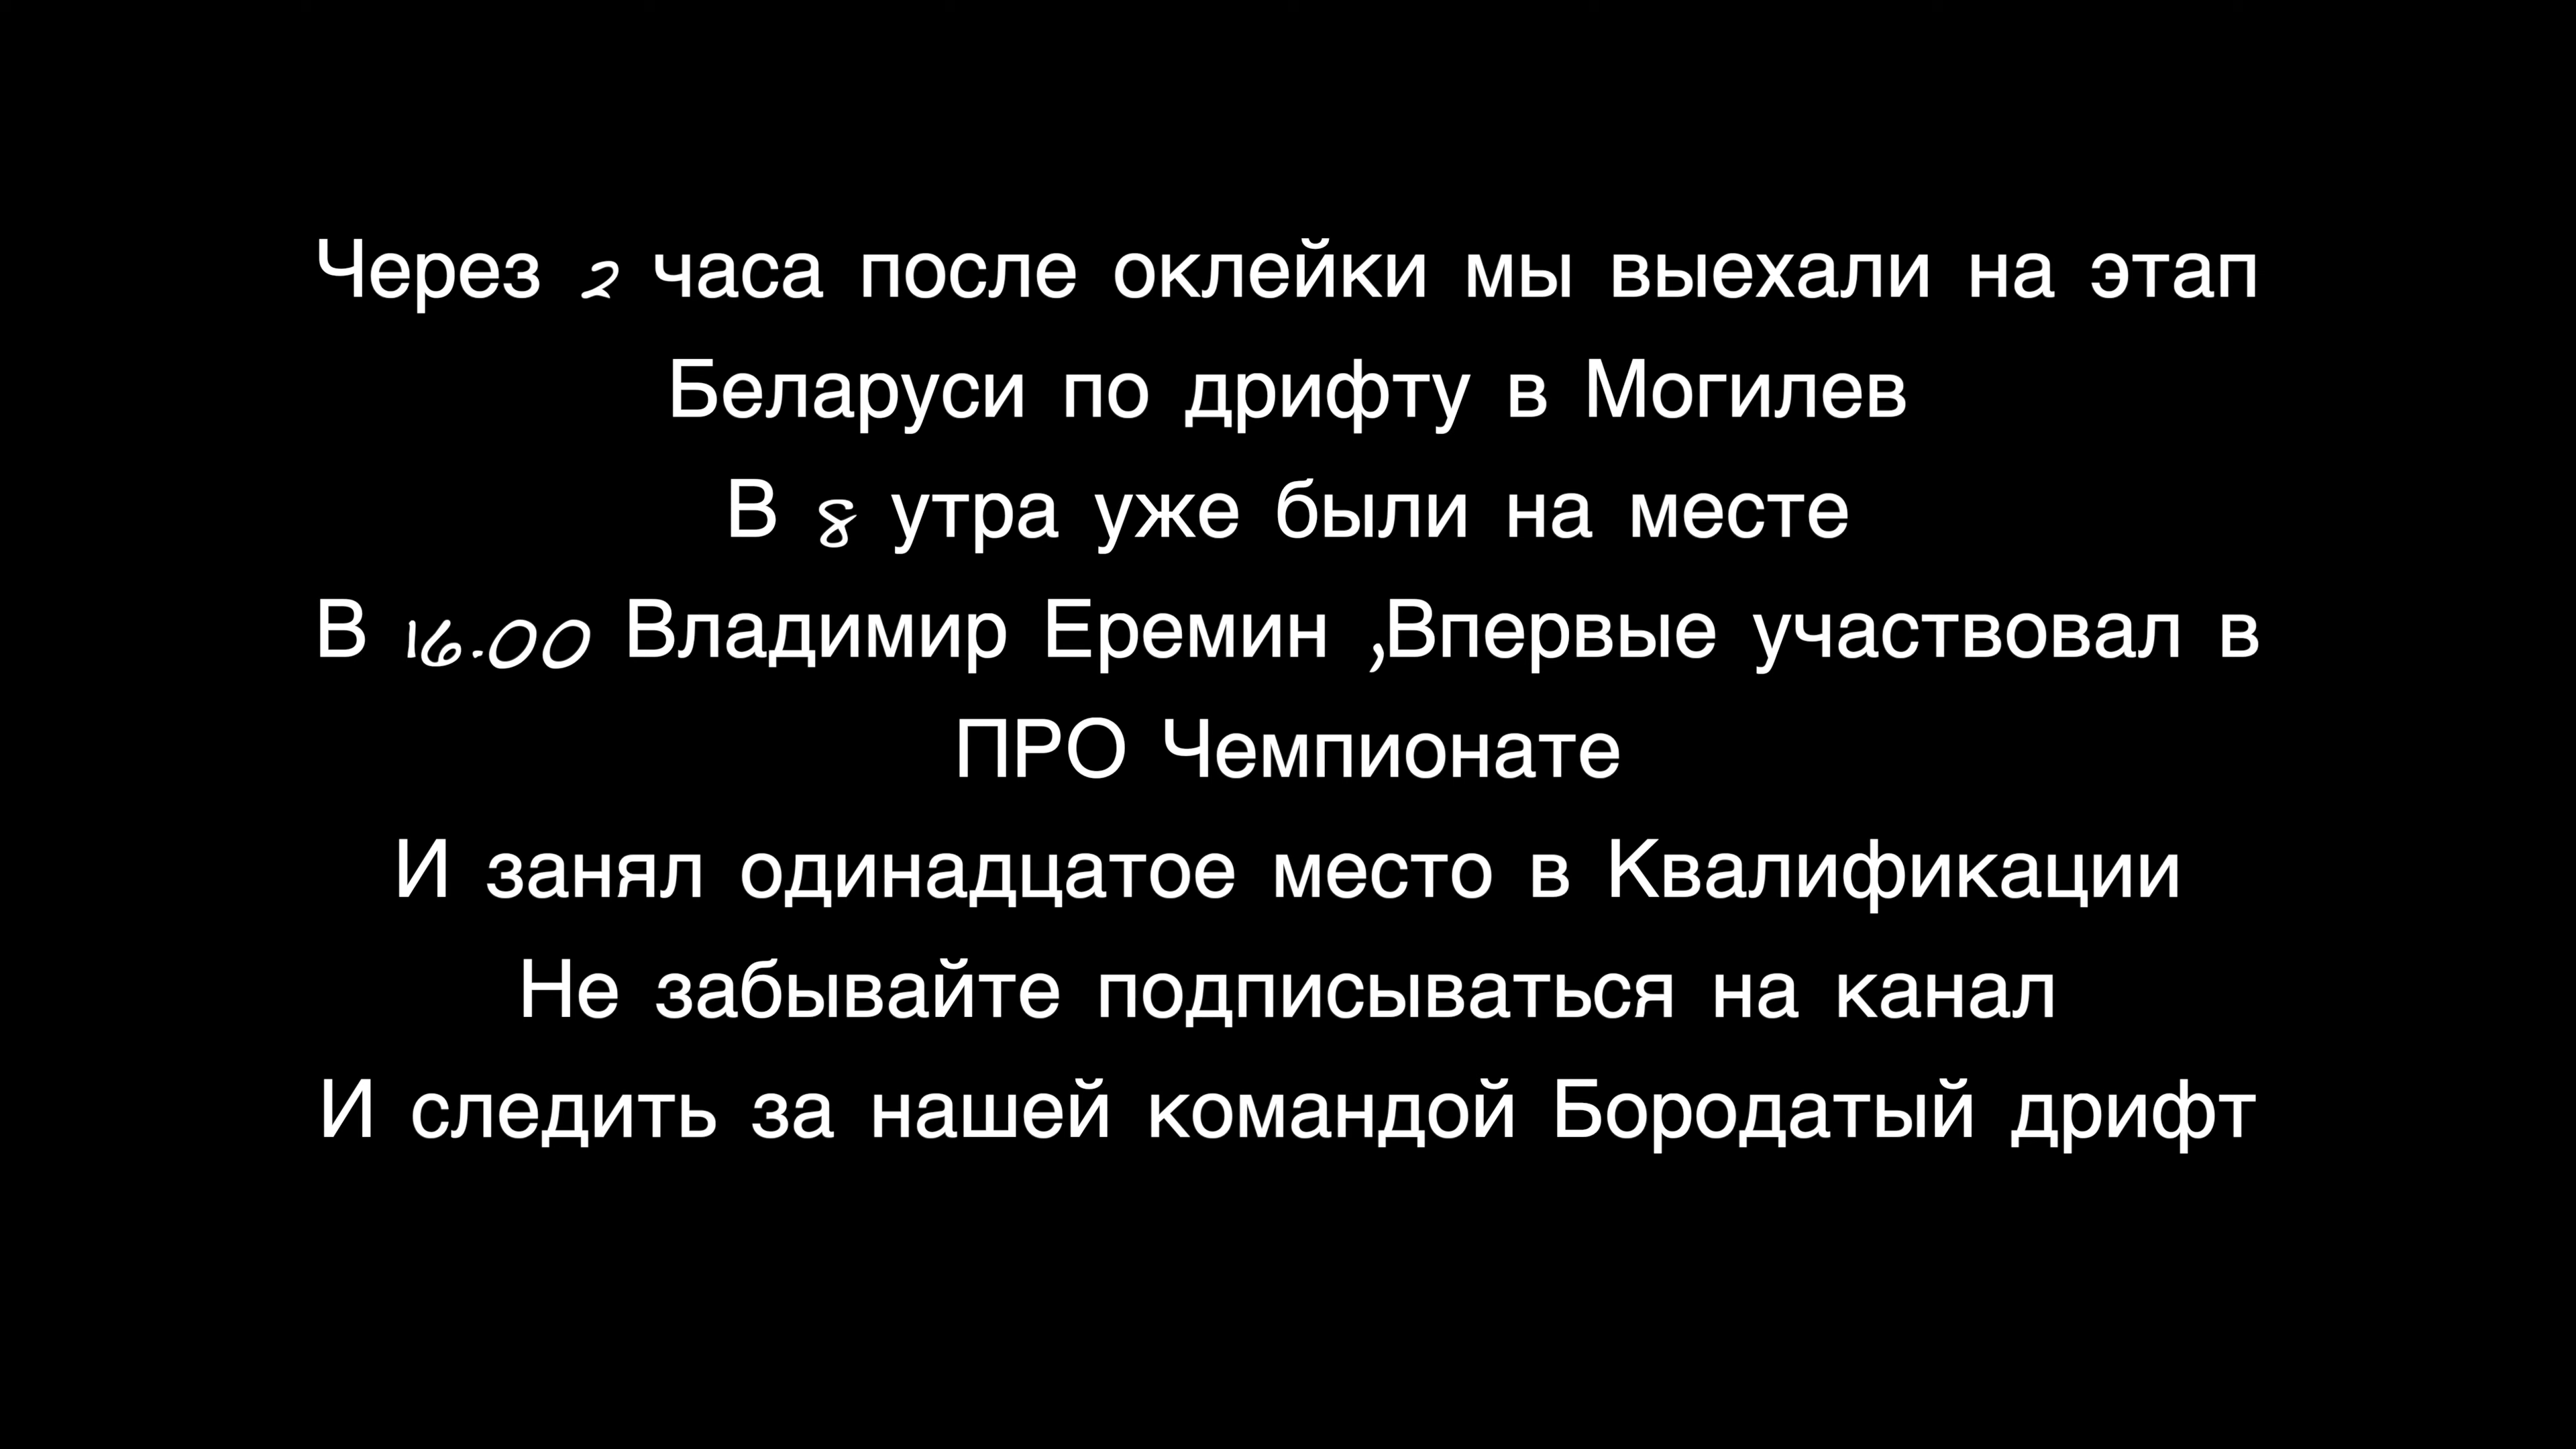 Через 2 часа после оклейки мы выехали на этап
Беларуси по дрифту в Могилев
В 8 утра уже были на месте
В 16.00 Владимир Еремин ,Впервые участвовал в
ПРО Чемпионате
И занял одинадцатое место в Квалификации
Не забывайте подписываться на канал
И следить за нашей командой Бородатый дрифт